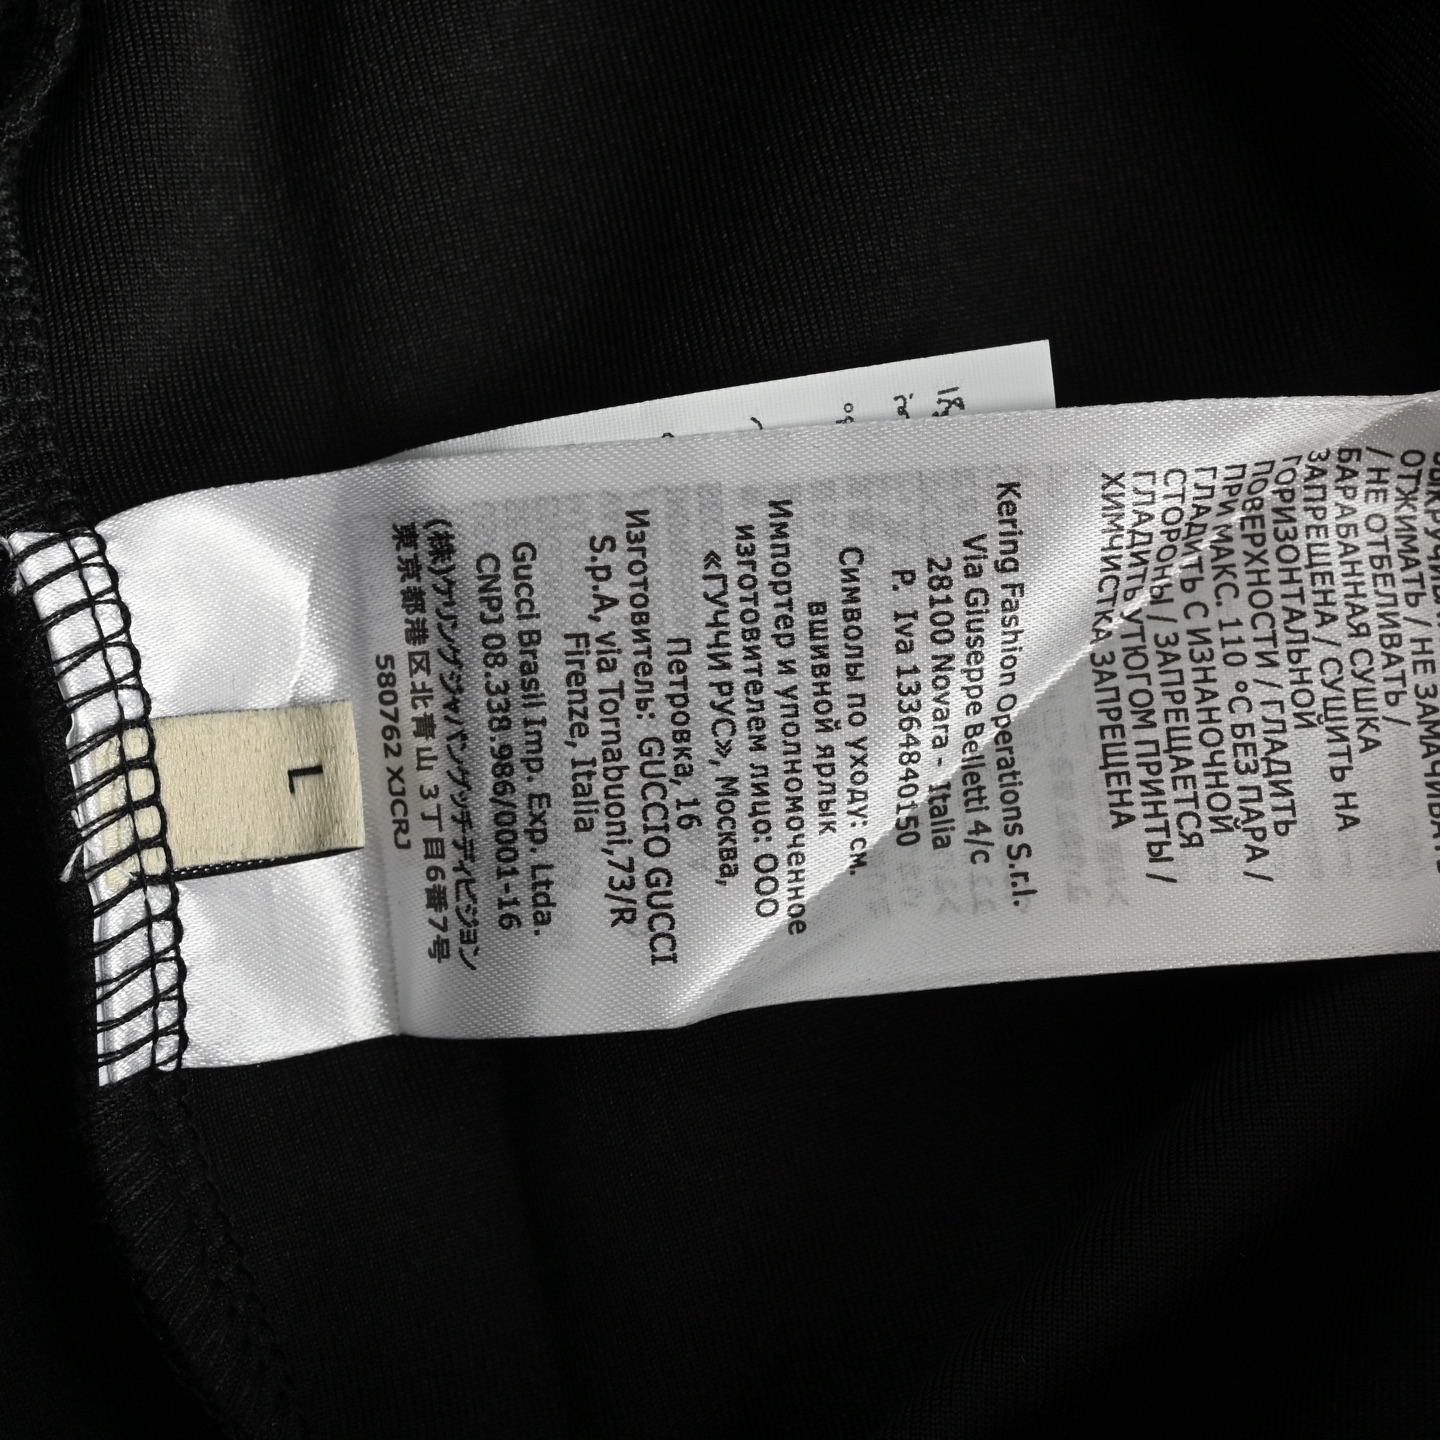 / НЕ ОТБЕЛИВАТЬ /
БАРАБАННАЯ СУШКА
ЗАПРЕЩЕНА / СУШИТЬ НА
ГОРИЗОНТАЛЬНОЙ
ПОВЕРХНОСТИ / ГЛАДИТЬ
ПРИ МАКС. 110 °С БЕЗ ПАРА /
ГЛАДИТЬ С ИЗНАНОЧНОЙ
СТОРОНЫ / ЗАПРЕЩАЕТСЯ
ГЛАДИТЬ УТЮГОМ ПРИНТЫ /
ХИМЧИСТКА ЗАПРЕЩЕНА
Kering Fashion Operations S.r.l.
Via Giuseppe Belletti 4/c
28100 Novara - Italia
P. Iva 13364840150
Символы по уходу: см.
вшивной ярлык
Импортер и уполномоченное
изготовителем лицо: ООО
«ГУЧЧИ РУС», Москва,
Петровка, 16
Изготовитель: GUCCIO GUCCI
S.p.A, via Tornabuoni,73/R
Firenze, Italia
Gucci Brasil Imp. Exp. Ltda.
CNPJ 08.338.986/0001-16
(株)ケリングジャパングッチディビジョン
東京都港区北青山 3丁目6番7号
580762 XJCRJ
L